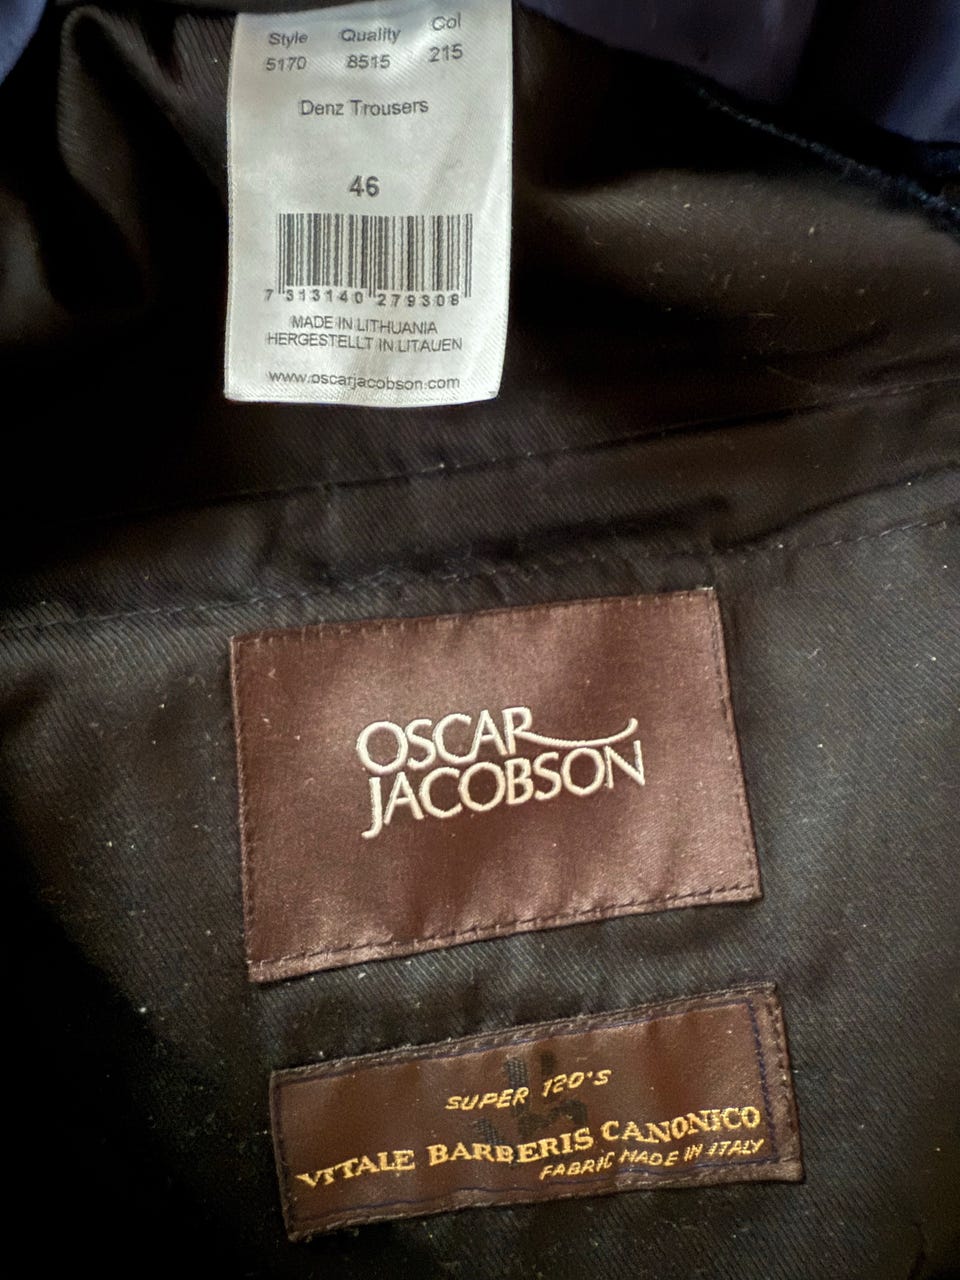 Style Quality Col
5170 8515 215
Denz Trousers
46
7 313140 279308
MADE IN LITHUANIA
HERGESTELLT IN LITAUEN
www.oscarjacobson.com
OSCAR
JACOBSON
SUPER 120'S
VITALE BARBERIS CANONICO
FABRIC MADE IN ITALY